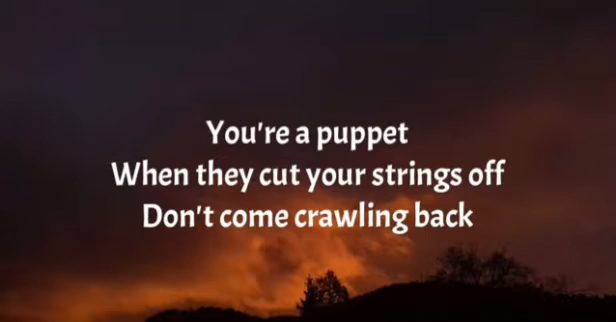 You're a puppet
When they cut your strings off
Don't come crawling back